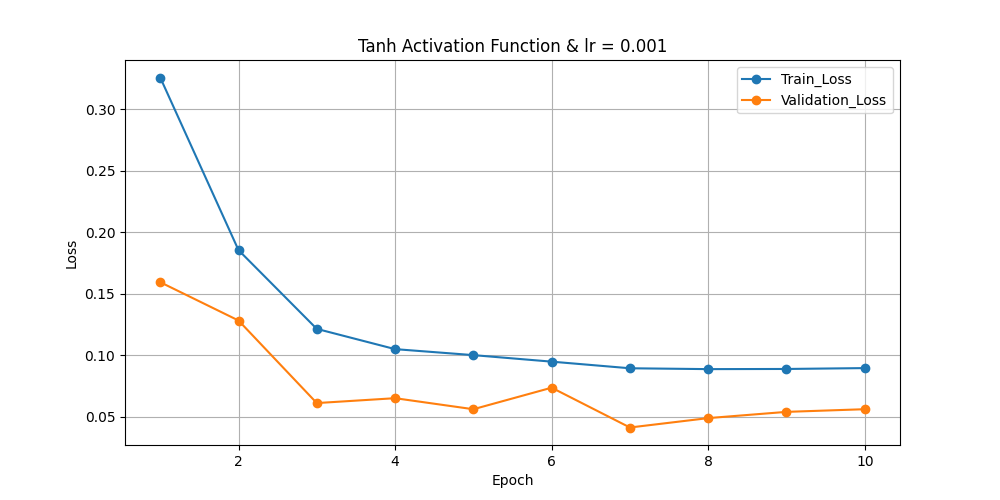 Tanh Activation Function & lr = 0.001
Train_Loss
Validation_Loss
0.30
0.25
0.20
0.15
0.10
0.05
Loss
2 4 6 8 10
Epoch